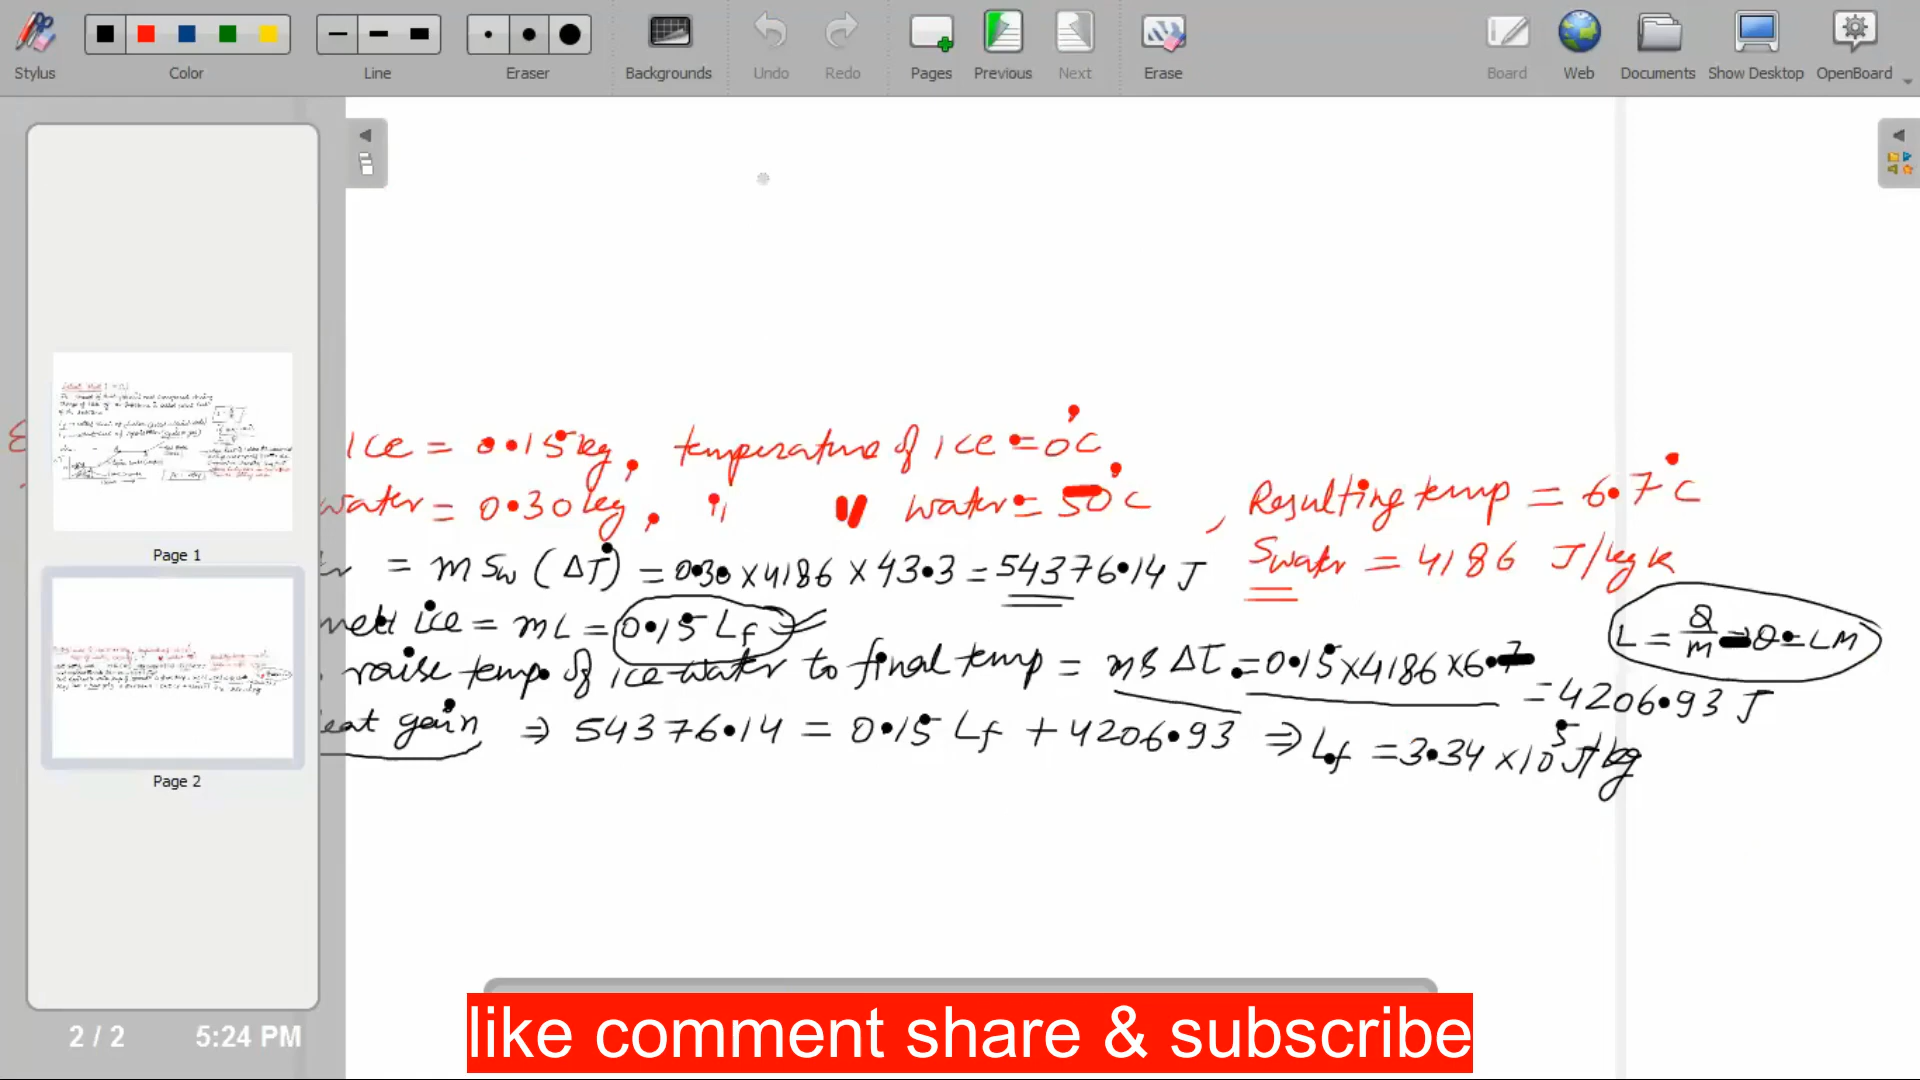 Stylus Color Line Eraser Backgrounds Undo Redo Pages Previous Next Erase Board Web Documents Show Desktop OpenBoard
ice = 0.15 kg, temperature of ice = 0°C
water = 0.30 kg, " " water = 50°C , Resulting temp = 6.7°C
Swater = 4186 J/kg K
= m Sw (ΔT) = 0.30 x 4186 x 43.3 = 54376.14 J
melt ice = mL = 0.15 Lf
L = Q/m ⇒ Q = LM
raise temp of ice water to final temp = ms ΔT = 0.15 x 4186 x 6.7
= 4206.93 J
eat gain ⇒ 54376.14 = 0.15 Lf + 4206.93 ⇒ Lf = 3.34 x 10^5 J/kg
Page 1
Page 2
2 / 2 5:24 PM
like comment share & subscribe